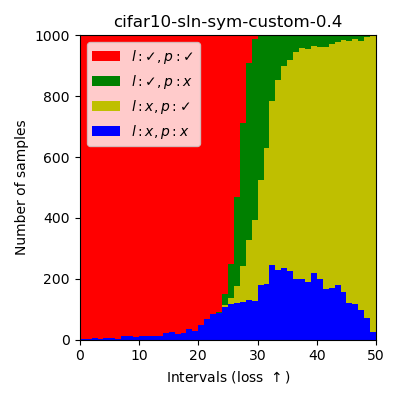 cifar10-sln-sym-custom-0.4
1000
800
600
400
200
0
Number of samples
l : ✓, p : ✓
l : ✓, p : x
l : x, p : ✓
l : x, p : x
0 10 20 30 40 50
Intervals (loss ↑)